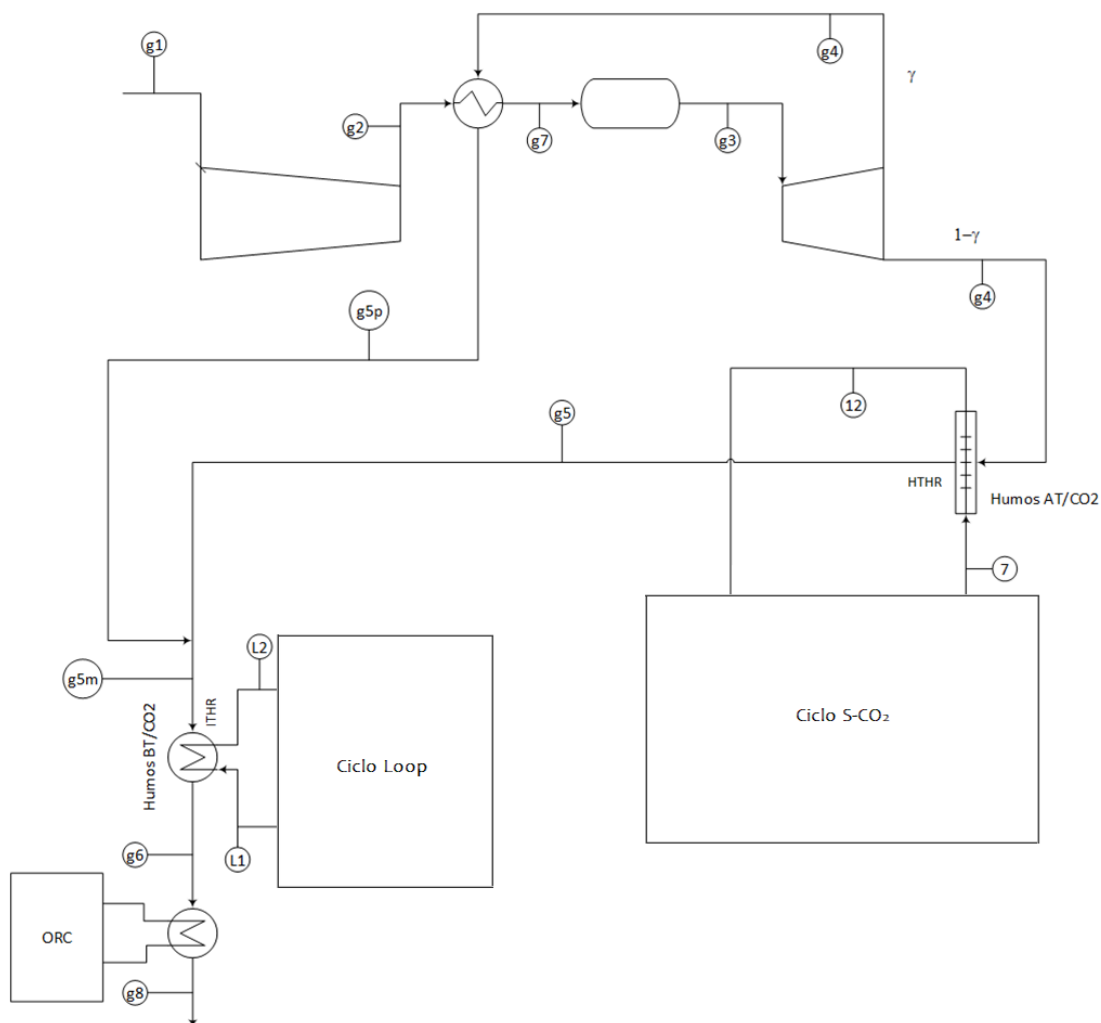 g1
g4
γ
g2
g7
g3
1−γ
g4
g5p
12
g5
HTHR
Humos AT/CO2
7
L2
g5m
ITHR
Humos BT/CO2
Ciclo Loop
Ciclo S-CO₂
g6
L1
ORC
g8